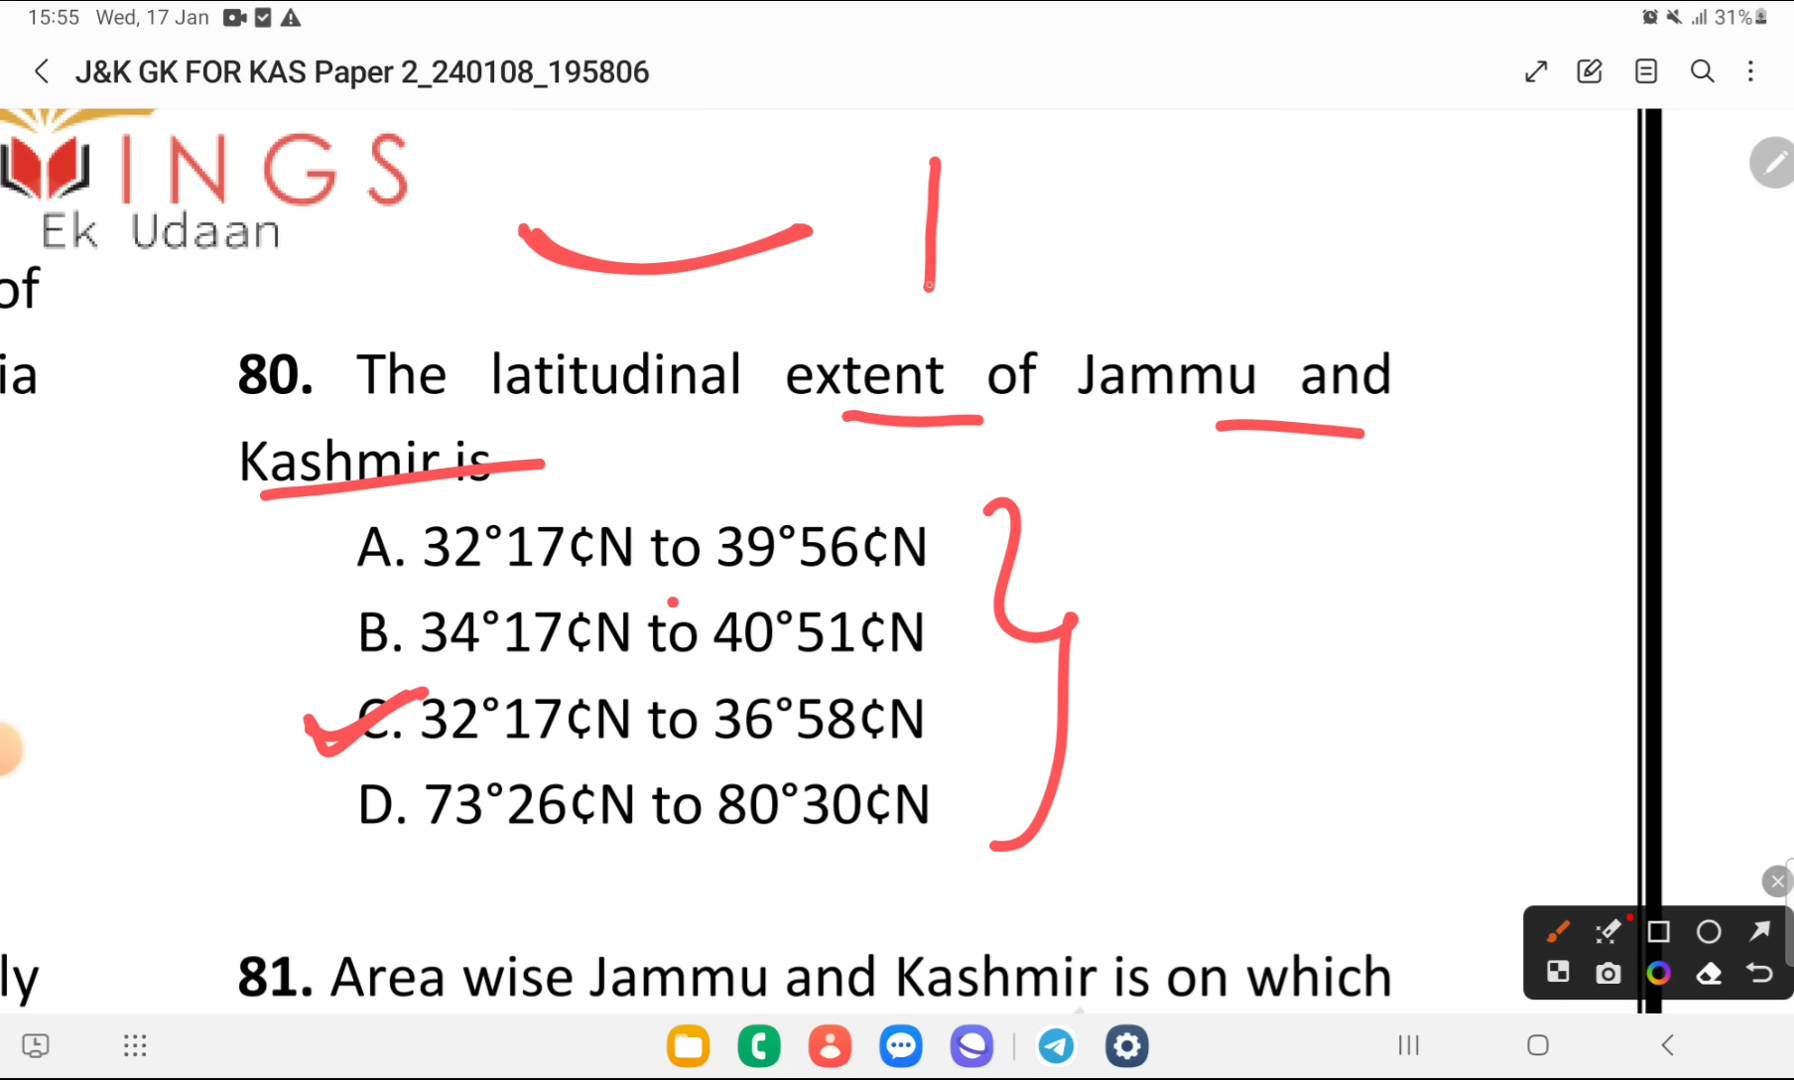 15:55 Wed, 17 Jan
31%
J&K GK FOR KAS Paper 2_240108_195806
INGS
Ek Udaan
of
ia
80. The latitudinal extent of Jammu and
Kashmir is
A. 32°17¢N to 39°56¢N
B. 34°17¢N to 40°51¢N
C. 32°17¢N to 36°58¢N
D. 73°26¢N to 80°30¢N
ly
81. Area wise Jammu and Kashmir is on which